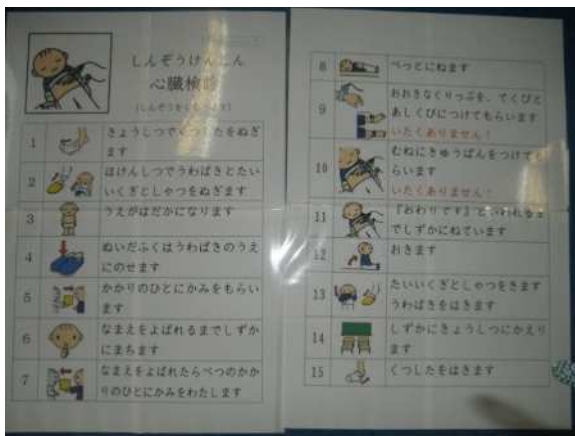 しんぞうけんしん
心臓検診
1
きょうしつでくつしたをぬぎ
ます
2
ほけんしつでうわばきとたい
いくぎとしゃつをぬぎます
3
うえがはだかになります
4
ぬいだふくはうわばきのうえ
にのせます
5
かかりのひとにかみをもらい
ます
6
なまえをよばれるまでしずか
にまちます
7
なまえをよばれたらべつのかか
りのひとにかみをわたします
8
べっどにねます
9
おおきなくりっぷを、てくびと
あしくびにつけてもらいます
いたくありません!
10
むねにきゅうばんをつけても
らいます
いたくありません!
11
『おわりです』といわれるま
でしずかにねています
12
おきます
13
たいいくぎとしゃつをきます
うわばきをはきます
14
しずかにきょうしつにかえり
ます
15
くつしたをはきます